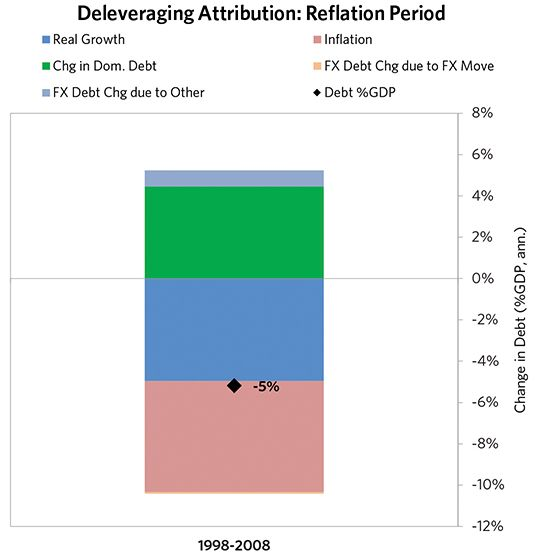 Deleveraging Attribution: Reflation Period
Real Growth Inflation
Chg in Dom. Debt FX Debt Chg due to FX Move
FX Debt Chg due to Other Debt %GDP
8%
6%
4%
2%
0%
-2%
-4%
-6%
-8%
-10%
-12%
Change in Debt (%GDP, ann.)
-5%
1998-2008